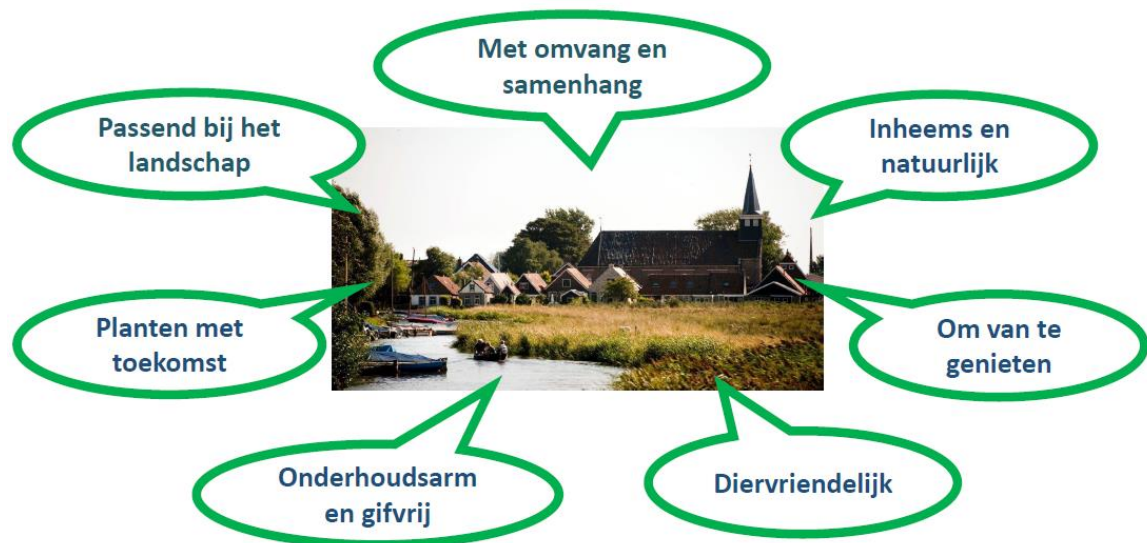 Met omvang en
samenhang
Passend bij het
landschap
Inheems en
natuurlijk
Planten met
toekomst
Om van te
genieten
Onderhoudsarm
en gifvrij
Diervriendelijk